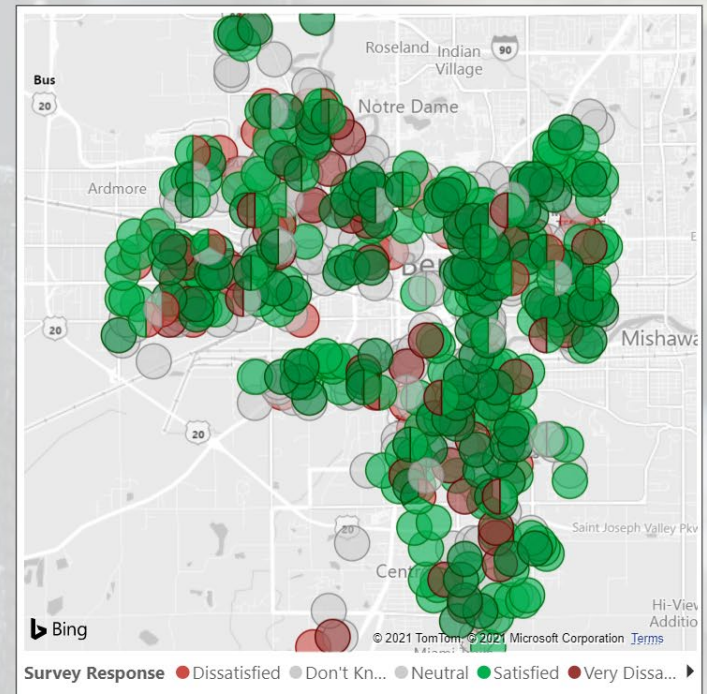 Roseland
Indian
Village
90
Bus
20
Notre Dame
Ardmore
Be
20
Mishawa
20
20
Saint Joseph Valley Pkw
Cent
Hi-View
Additio
Bing
© 2021 TomTom, © 2021 Microsoft Corporation Terms
Survey Response Dissatisfied Don't Kn... Neutral Satisfied Very Dissa...